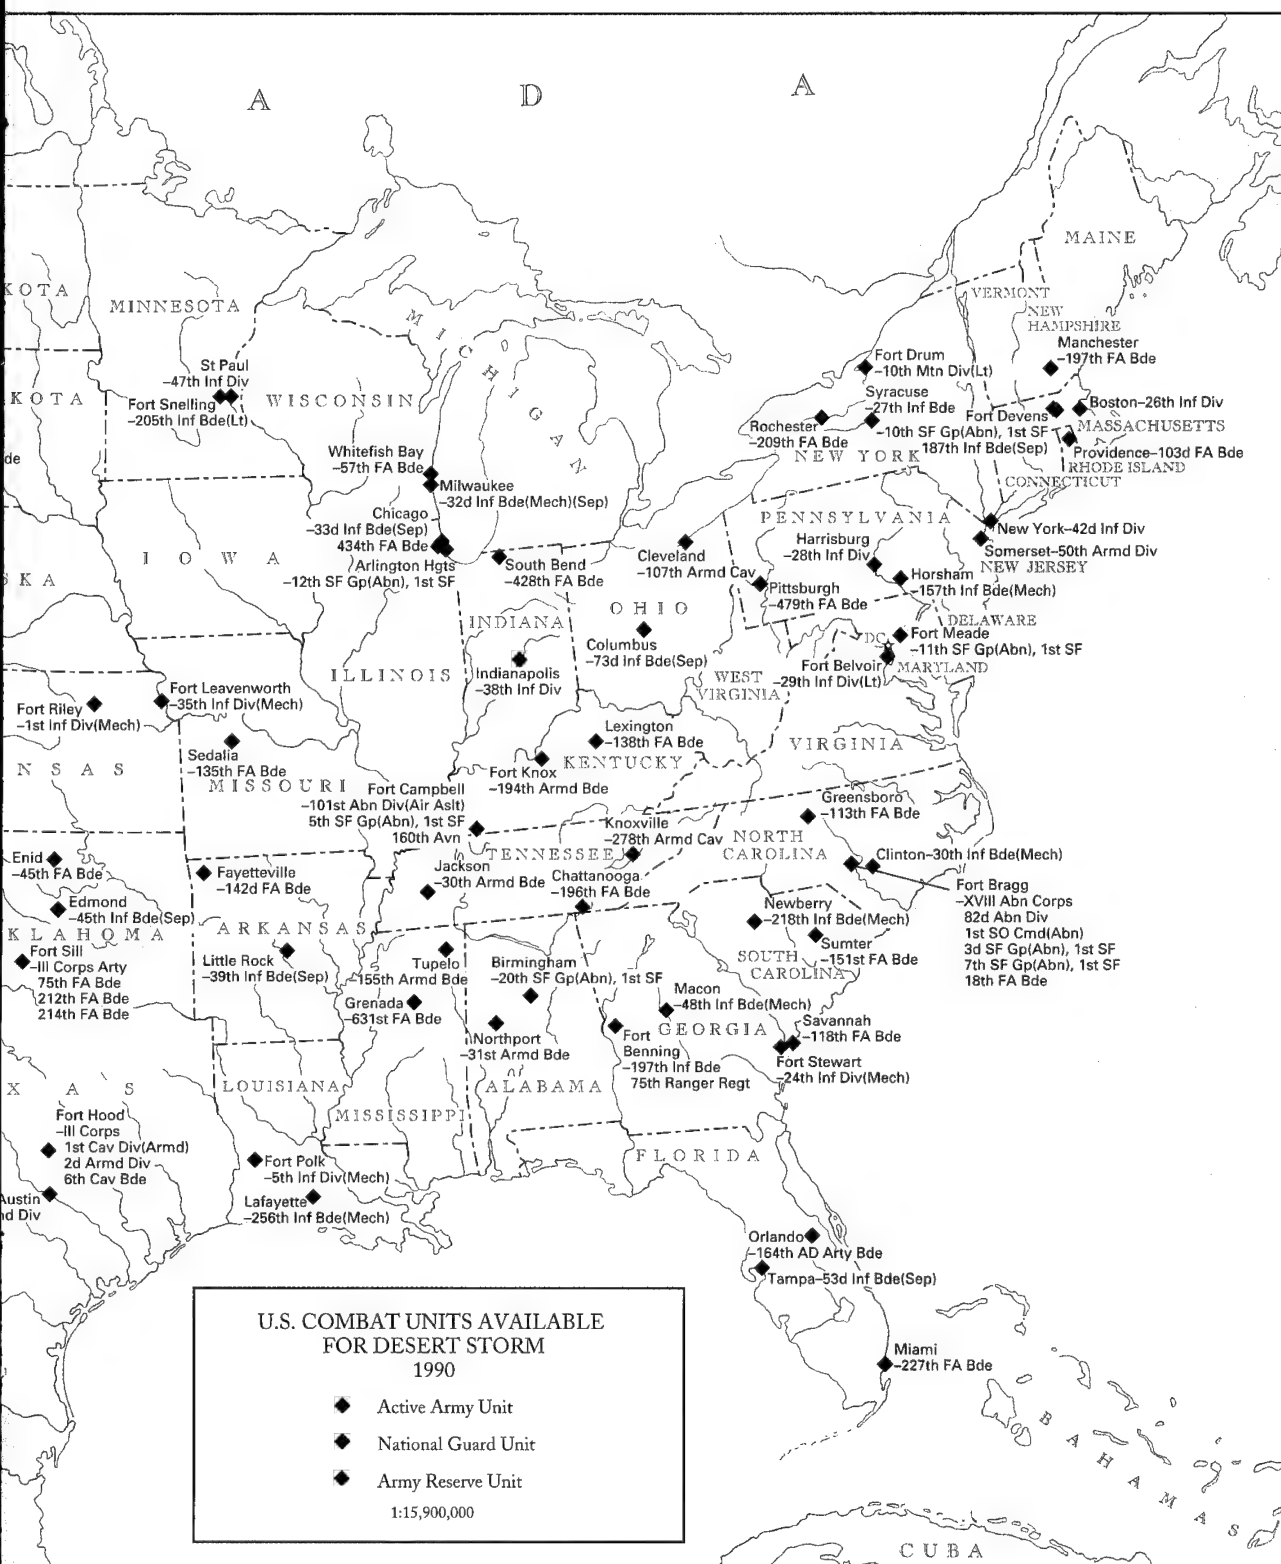 A D A
MAINE
KOTA
MINNESOTA
VERMONT
NEW
HAMPSHIRE
Manchester
–197th FA Bde
MICHIGAN
St Paul
–47th Inf Div
Fort Snelling
–205th Inf Bde(Lt)
KOTA
WISCONSIN
Fort Drum
–10th Mtn Div(Lt)
Syracuse
–27th Inf Bde
Rochester
–209th FA Bde
Fort Devens
–10th SF Gp(Abn), 1st SF
187th Inf Bde(Sep)
Boston–26th Inf Div
MASSACHUSETTS
Providence–103d FA Bde
RHODE ISLAND
CONNECTICUT
NEW YORK
de
Whitefish Bay
–57th FA Bde
Milwaukee
–32d Inf Bde(Mech)(Sep)
Chicago
–33d Inf Bde(Sep)
434th FA Bde
Arlington Hgts
–12th SF Gp(Abn), 1st SF
IOWA
SKA
South Bend
–428th FA Bde
Cleveland
–107th Armd Cav
PENNSYLVANIA
Harrisburg
–28th Inf Div
New York–42d Inf Div
Somerset–50th Armd Div
NEW JERSEY
Horsham
–157th Inf Bde(Mech)
Pittsburgh
–479th FA Bde
OHIO
INDIANA
DELAWARE
DC
Fort Meade
–11th SF Gp(Abn), 1st SF
MARYLAND
Fort Belvoir
–29th Inf Div(Lt)
Columbus
–73d Inf Bde(Sep)
WEST
VIRGINIA
ILLINOIS
Indianapolis
–38th Inf Div
Fort Riley
–1st Inf Div(Mech)
Fort Leavenworth
–35th Inf Div(Mech)
Sedalia
–135th FA Bde
NSAS
MISSOURI
Lexington
–138th FA Bde
KENTUCKY
Fort Knox
–194th Armd Bde
VIRGINIA
Fort Campbell
–101st Abn Div(Air Aslt)
5th SF Gp(Abn), 1st SF
160th Avn
Greensboro
–113th FA Bde
Knoxville
–278th Armd Cav
NORTH
CAROLINA
TENNESSEE
Clinton–30th Inf Bde(Mech)
Enid
–45th FA Bde
Fayetteville
–142d FA Bde
Jackson
–30th Armd Bde
Chattanooga
–196th FA Bde
Fort Bragg
–XVIII Abn Corps
82d Abn Div
1st SO Cmd(Abn)
3d SF Gp(Abn), 1st SF
7th SF Gp(Abn), 1st SF
18th FA Bde
Edmond
–45th Inf Bde(Sep)
KLAHOMA
ARKANSAS
Newberry
–218th Inf Bde(Mech)
Sumter
–151st FA Bde
SOUTH
CAROLINA
Fort Sill
–III Corps Arty
75th FA Bde
212th FA Bde
214th FA Bde
Little Rock
–39th Inf Bde(Sep)
Tupelo
–155th Armd Bde
Birmingham
–20th SF Gp(Abn), 1st SF
Grenada
–631st FA Bde
Macon
–48th Inf Bde(Mech)
GEORGIA
Northport
–31st Armd Bde
Fort
Benning
–197th Inf Bde
75th Ranger Regt
Savannah
–118th FA Bde
Fort Stewart
–24th Inf Div(Mech)
XAS
LOUISIANA
ALABAMA
MISSISSIPPI
Fort Hood
–III Corps
1st Cav Div(Armd)
2d Armd Div
6th Cav Bde
Austin
nd Div
Fort Polk
–5th Inf Div(Mech)
Lafayette
–256th Inf Bde(Mech)
FLORIDA
Orlando
–164th AD Arty Bde
Tampa–53d Inf Bde(Sep)
Miami
–227th FA Bde
U.S. COMBAT UNITS AVAILABLE
FOR DESERT STORM
1990
Active Army Unit
National Guard Unit
Army Reserve Unit
1:15,900,000
BAHAMAS
CUBA